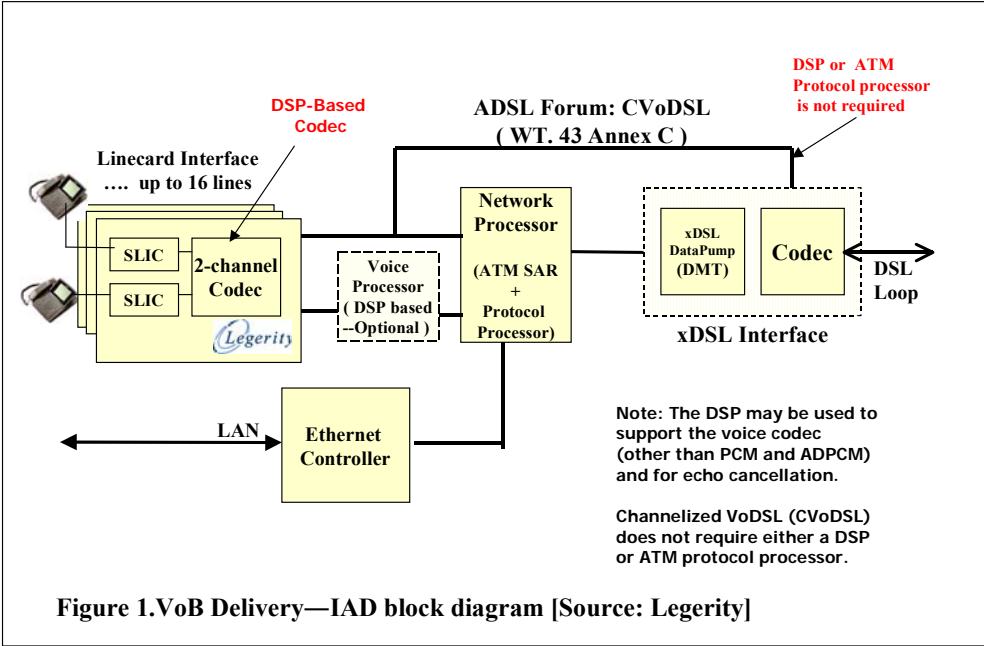 DSP or ATM
Protocol processor
is not required
DSP-Based
Codec
ADSL Forum: CVoDSL
( WT. 43 Annex C )
Linecard Interface
.... up to 16 lines
SLIC
SLIC
2-channel
Codec
Legerity
Voice
Processor
( DSP based
--Optional )
Network
Processor
(ATM SAR
+
Protocol
Processor)
xDSL
DataPump
(DMT)
Codec
DSL
Loop
xDSL Interface
LAN
Ethernet
Controller
Note: The DSP may be used to
support the voice codec
(other than PCM and ADPCM)
and for echo cancellation.
Channelized VoDSL (CVoDSL)
does not require either a DSP
or ATM protocol processor.
Figure 1.VoB Delivery—IAD block diagram [Source: Legerity]